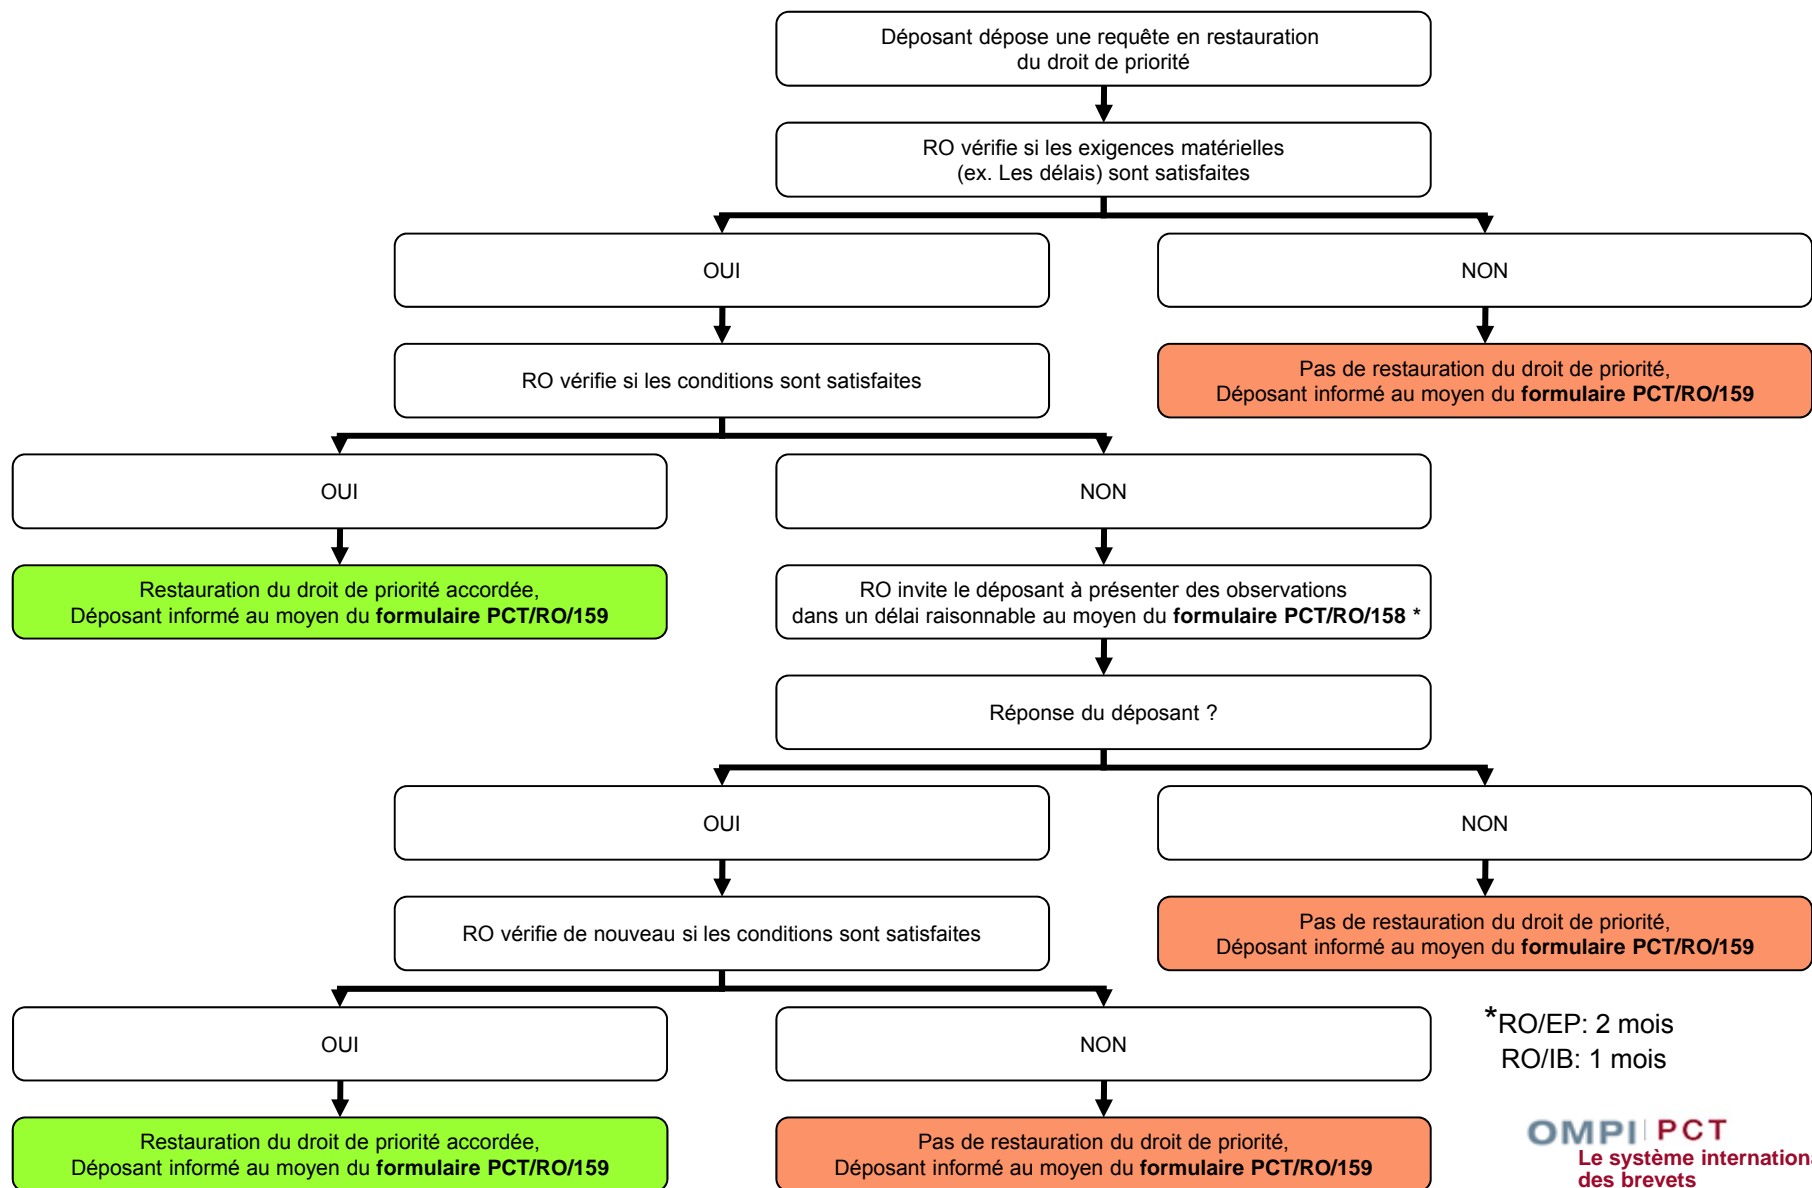 Déposant dépose une requête en restauration
du droit de priorité
RO vérifie si les exigences matérielles
(ex. Les délais) sont satisfaites
OUI
NON
RO vérifie si les conditions sont satisfaites
Pas de restauration du droit de priorité,
Déposant informé au moyen du formulaire PCT/RO/159
OUI
NON
Restauration du droit de priorité accordée,
Déposant informé au moyen du formulaire PCT/RO/159
RO invite le déposant à présenter des observations
dans un délai raisonnable au moyen du formulaire PCT/RO/158 *
Réponse du déposant ?
OUI
NON
RO vérifie de nouveau si les conditions sont satisfaites
Pas de restauration du droit de priorité,
Déposant informé au moyen du formulaire PCT/RO/159
OUI
NON
*RO/EP: 2 mois
RO/IB: 1 mois
Restauration du droit de priorité accordée,
Déposant informé au moyen du formulaire PCT/RO/159
Pas de restauration du droit de priorité,
Déposant informé au moyen du formulaire PCT/RO/159
OMPI | PCT
Le système internationa
des brevets